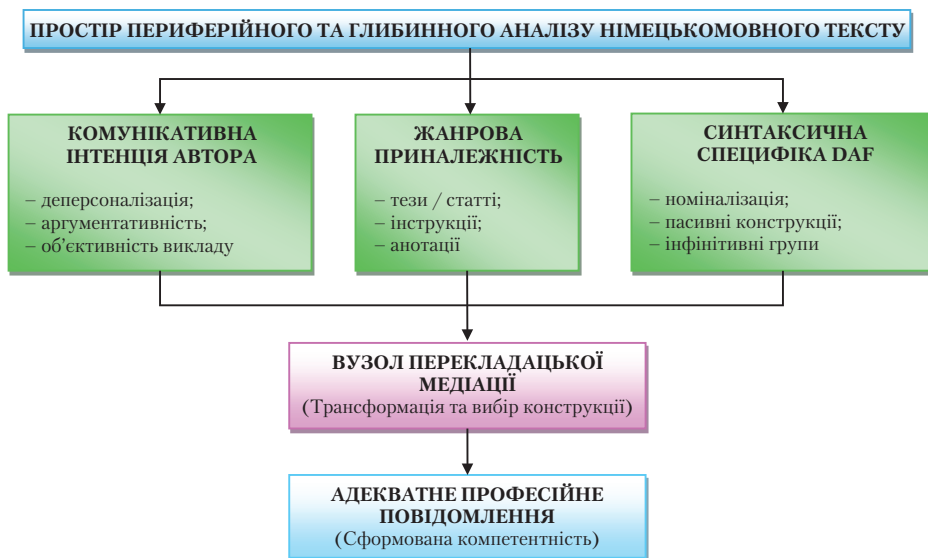 ПРОСТІР ПЕРИФЕРІЙНОГО ТА ГЛИБИННОГО АНАЛІЗУ НІМЕЦЬКОМОВНОГО ТЕКСТУ
КОМУНІКАТИВНА
ІНТЕНЦІЯ АВТОРА
– деперсоналізація;
– аргументативність;
– об’єктивність викладу
ЖАНРОВА
ПРИНАЛЕЖНІСТЬ
– тези / статті;
– інструкції;
– анотації
СИНТАКСИЧНА
СПЕЦИФІКА DAF
– номіналізація;
– пасивні конструкції;
– інфінітивні групи
ВУЗОЛ ПЕРЕКЛАДАЦЬКОЇ
МЕДІАЦІЇ
(Трансформація та вибір конструкції)
АДЕКВАТНЕ ПРОФЕСІЙНЕ
ПОВІДОМЛЕННЯ
(Сформована компетентність)